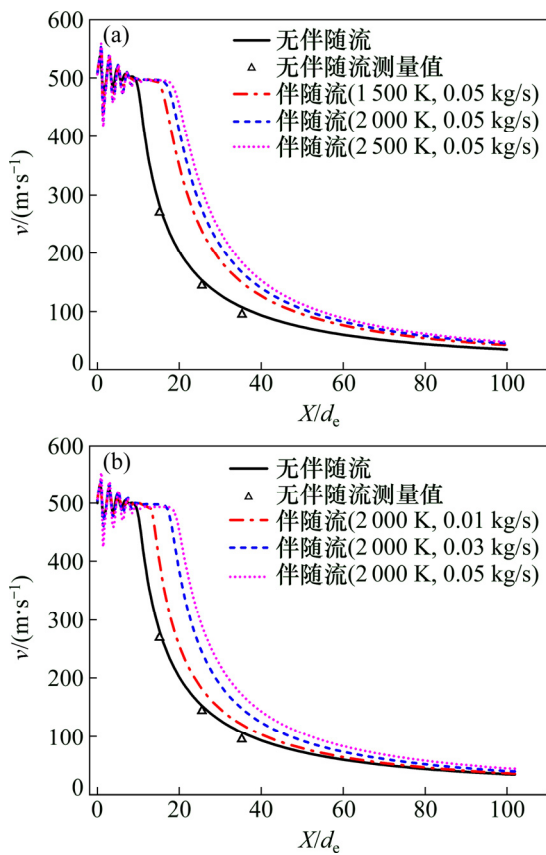 (a)
无伴随流
无伴随流测量值
伴随流(1 500 K, 0.05 kg/s)
伴随流(2 000 K, 0.05 kg/s)
伴随流(2 500 K, 0.05 kg/s)
600
500
400
300
200
100
0
v/(m·s⁻¹)
0 20 40 60 80 100
X/dₑ
(b)
无伴随流
无伴随流测量值
伴随流(2 000 K, 0.01 kg/s)
伴随流(2 000 K, 0.03 kg/s)
伴随流(2 000 K, 0.05 kg/s)
600
500
400
300
200
100
0
v/(m·s⁻¹)
0 20 40 60 80 100
X/dₑ